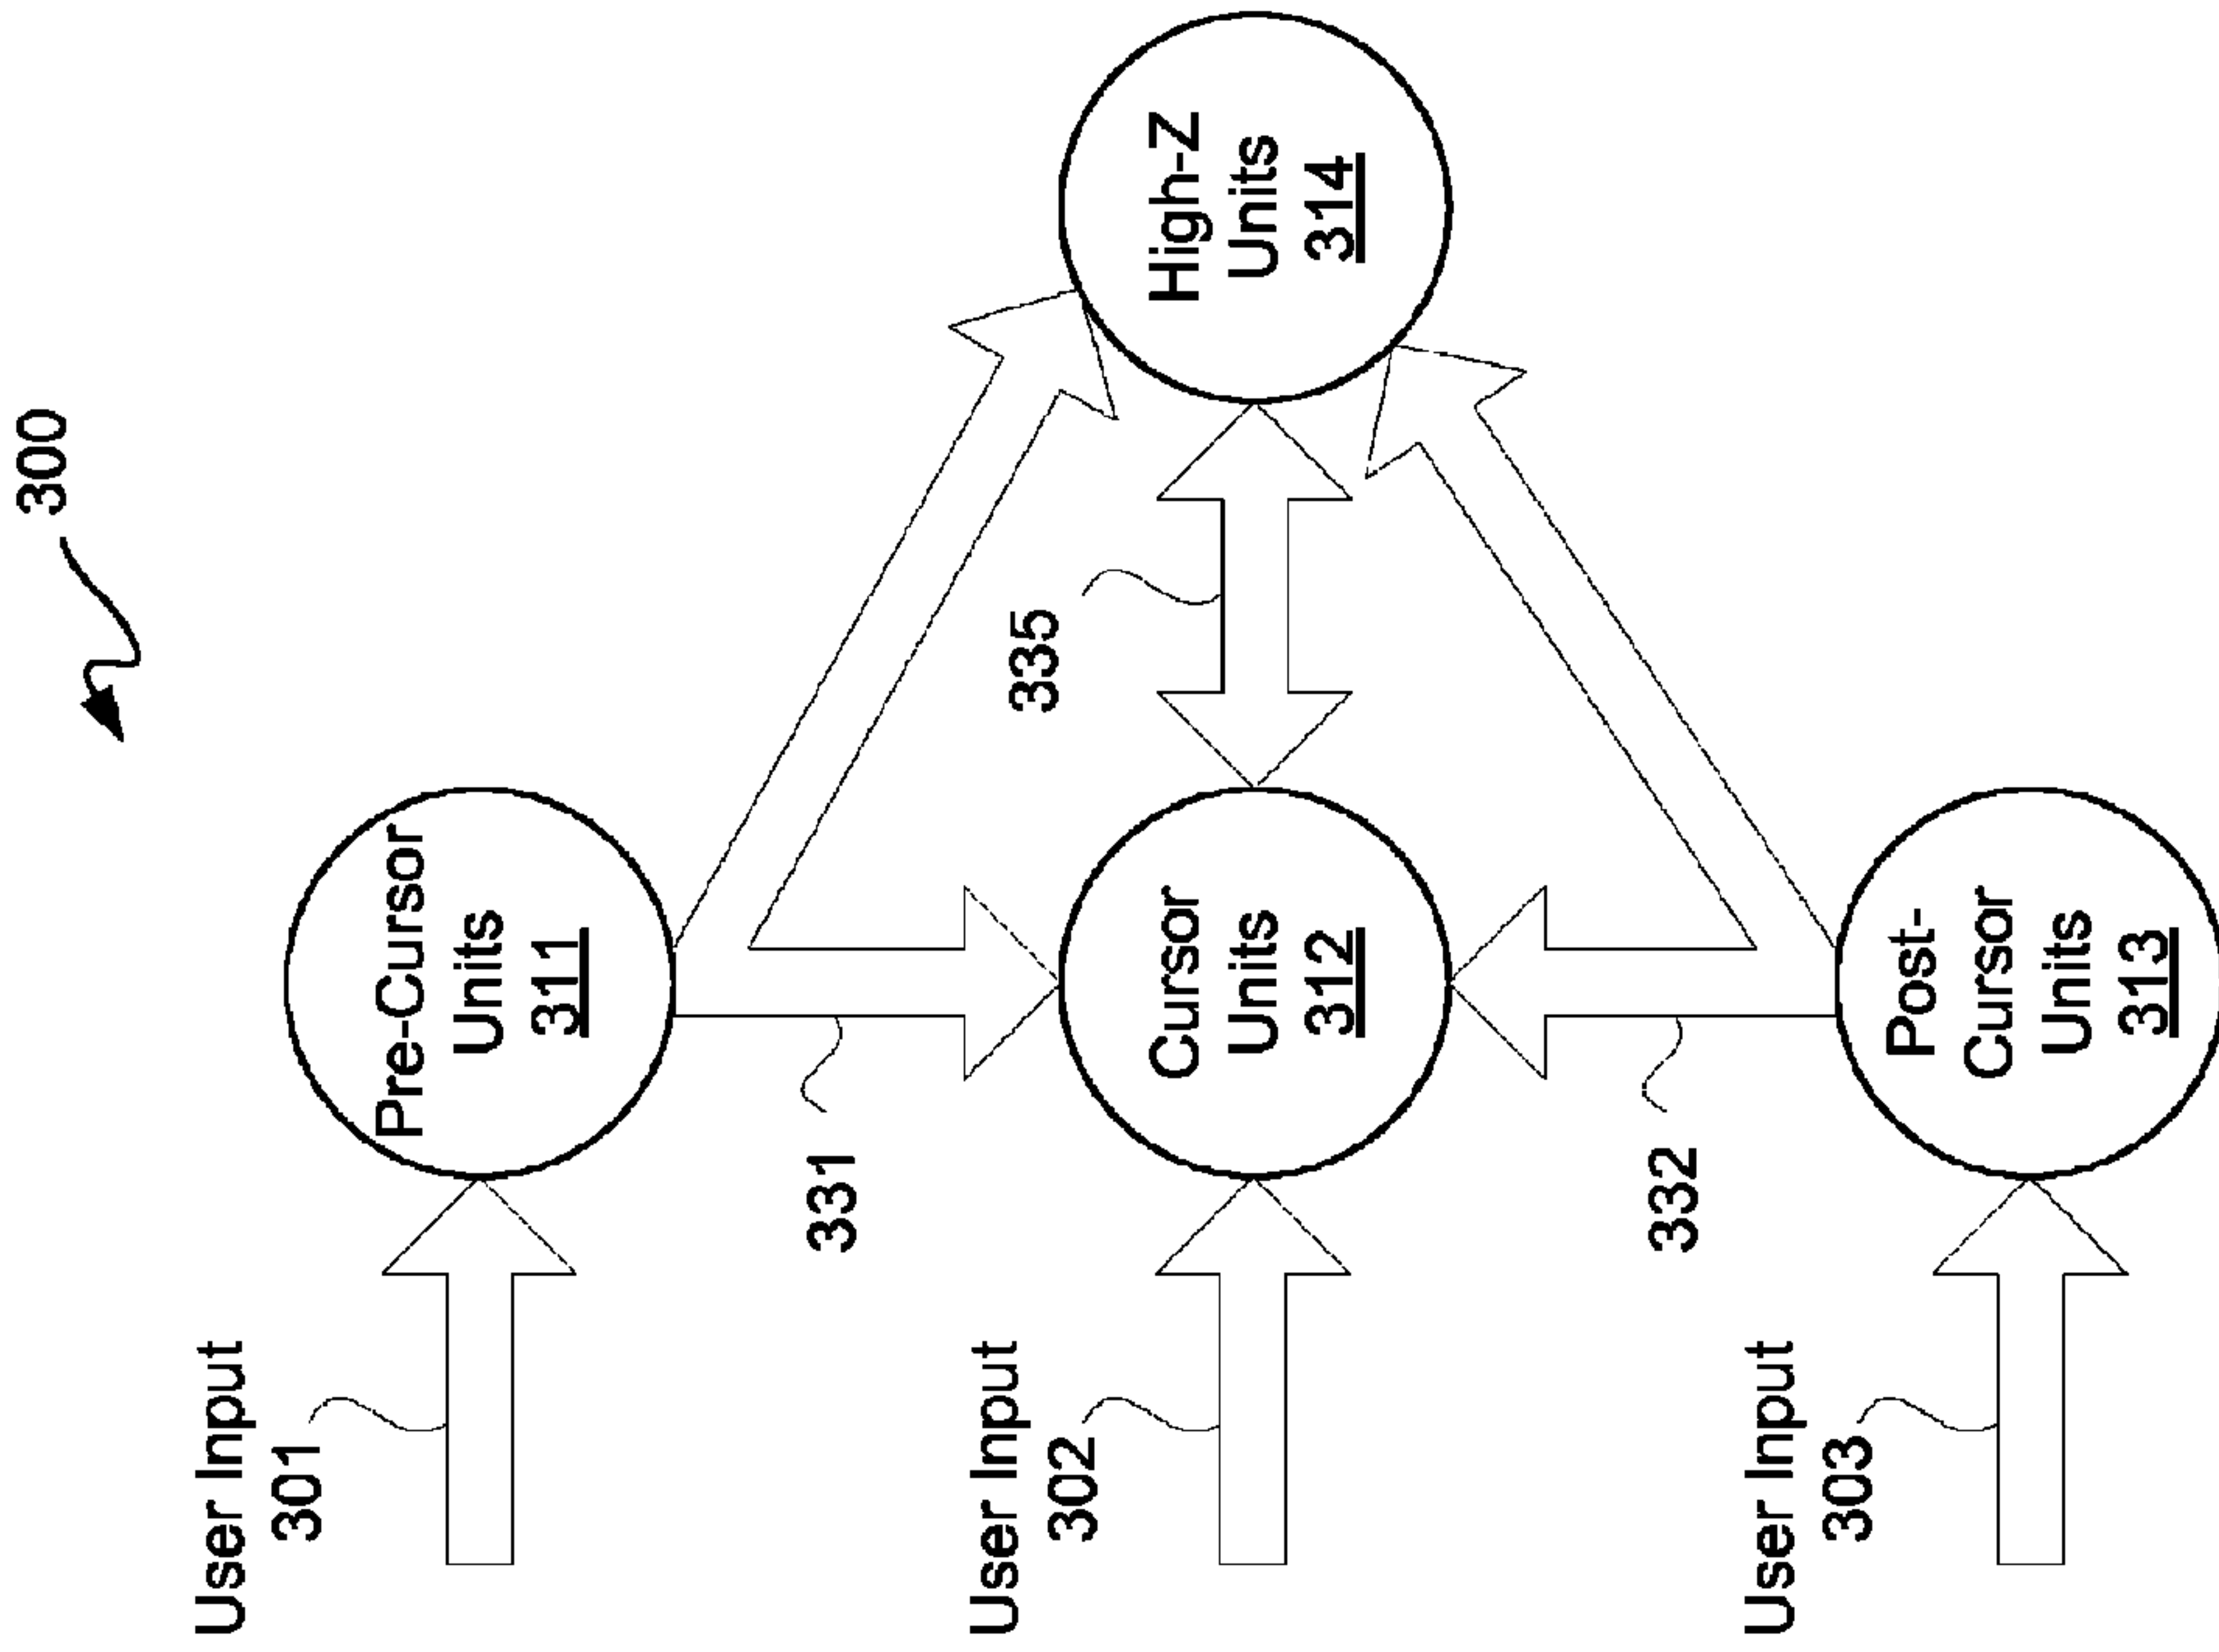 300
User Input
301
Pre-Cursor
Units
311
331
335
User Input
302
Cursor
Units
312
High-Z
Units
314
332
User Input
303
Post-
Cursor
Units
313